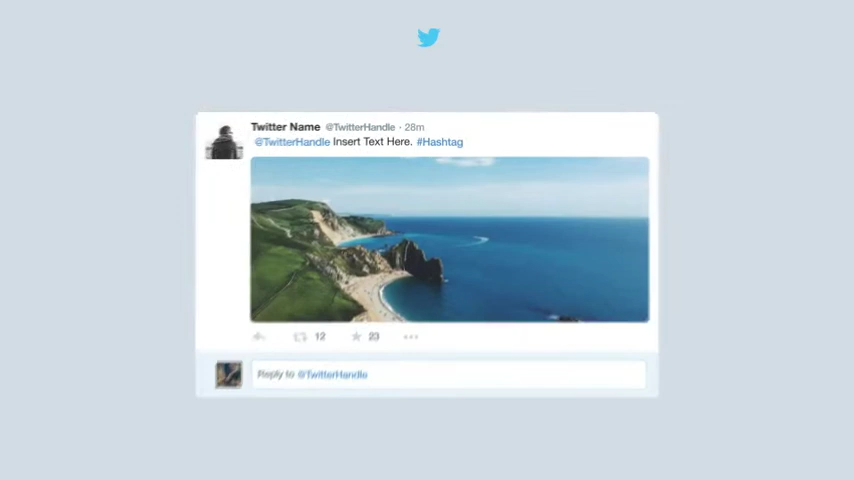 Twitter Name @TwitterHandle · 28m
@TwitterHandle Insert Text Here. #Hashtag
12 23
Reply to @TwitterHandle